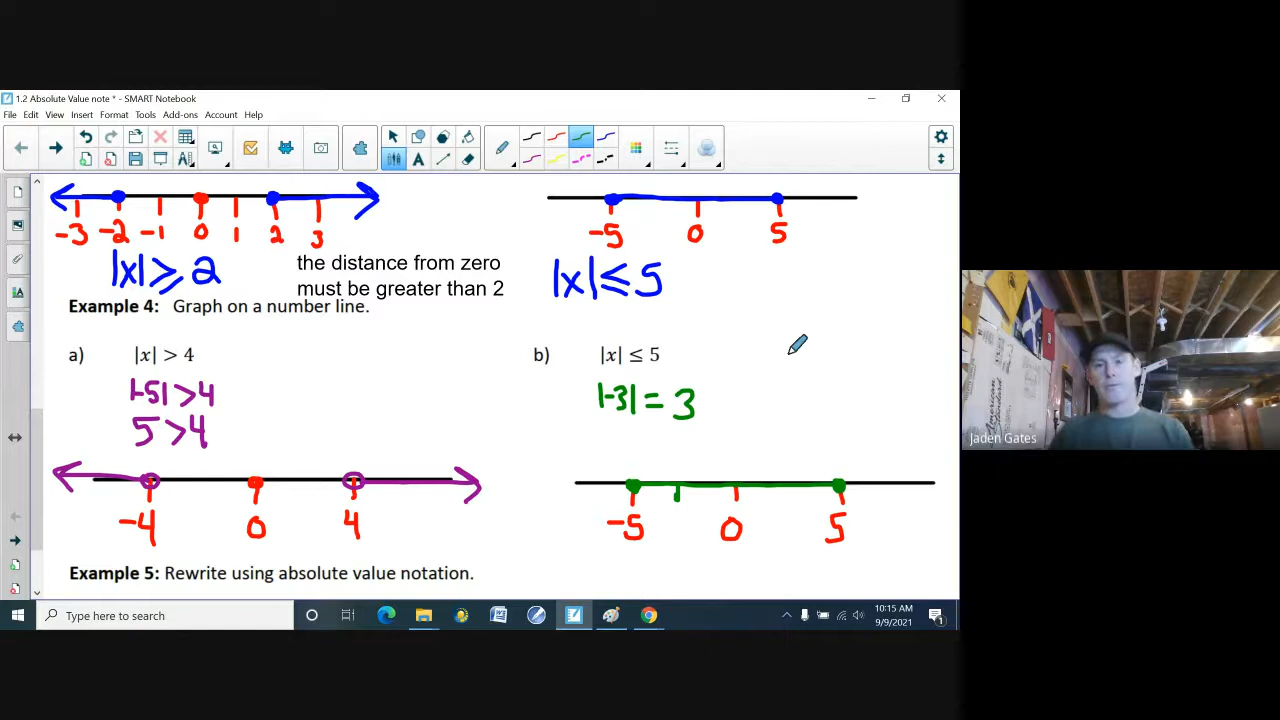 1.2 Absolute Value note * - SMART Notebook
File Edit View Insert Format Tools Add-ons Help
-3 -2 -1 0 1 2 3
-5 0 5
|x| ≥ 2
the distance from zero
must be greater than 2
|x| ≤ 5
Example 4: Graph on a number line.
a) |x| > 4
b) |x| ≤ 5
|-5| > 4
|-3| = 3
5 > 4
-4 0 4
-5 0 5
Example 5: Rewrite using absolute value notation.
American Standard
Jaden Gates
Type here to search
10:15 AM
9/9/2021
1